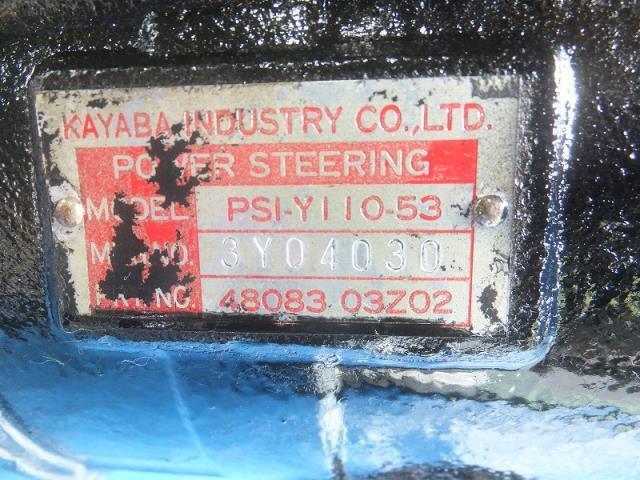 KAYABA INDUSTRY CO.,LTD.
POWER STEERING
MODEL PSI-Y110-53
NO. 3Y04030
NO. 48083 03Z02